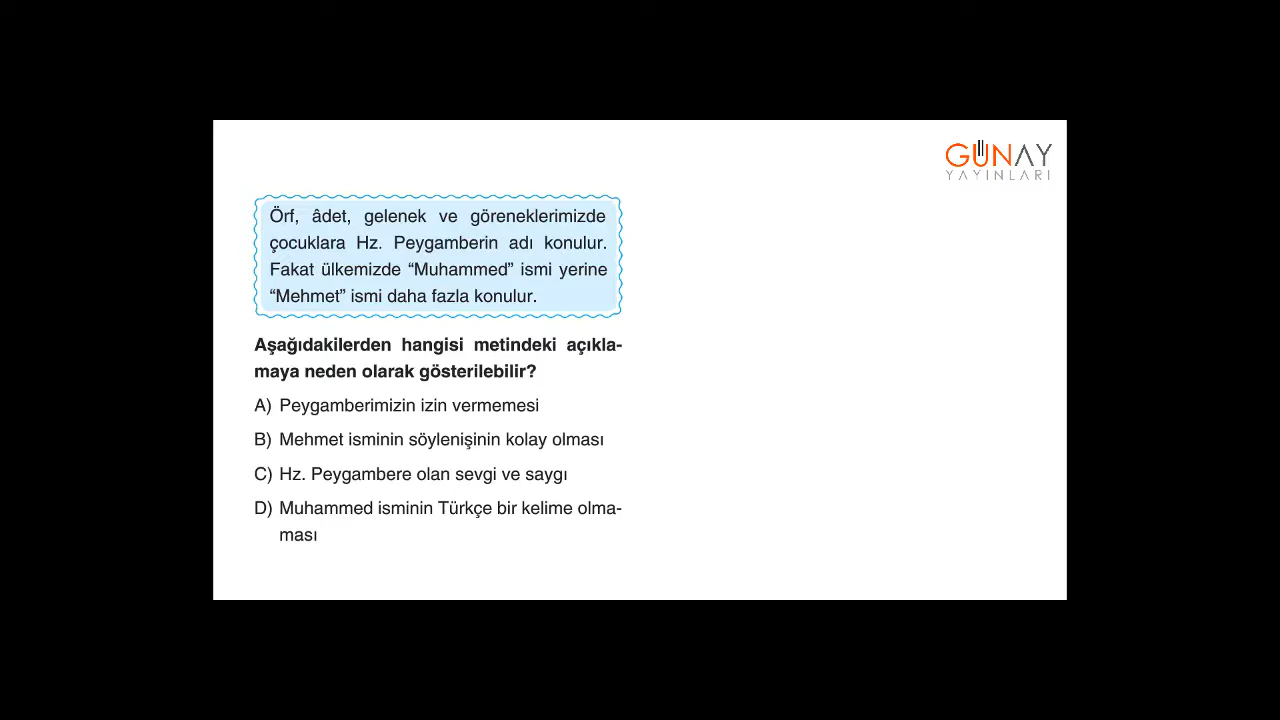 GÜNAY
YAYINLARI
Örf, âdet, gelenek ve göreneklerimizde
çocuklara Hz. Peygamberin adı konulur.
Fakat ülkemizde “Muhammed” ismi yerine
“Mehmet” ismi daha fazla konulur.
Aşağıdakilerden hangisi metindeki açıkla-
maya neden olarak gösterilebilir?
A) Peygamberimizin izin vermemesi
B) Mehmet isminin söylenişinin kolay olması
C) Hz. Peygambere olan sevgi ve saygı
D) Muhammed isminin Türkçe bir kelime olma-
ması